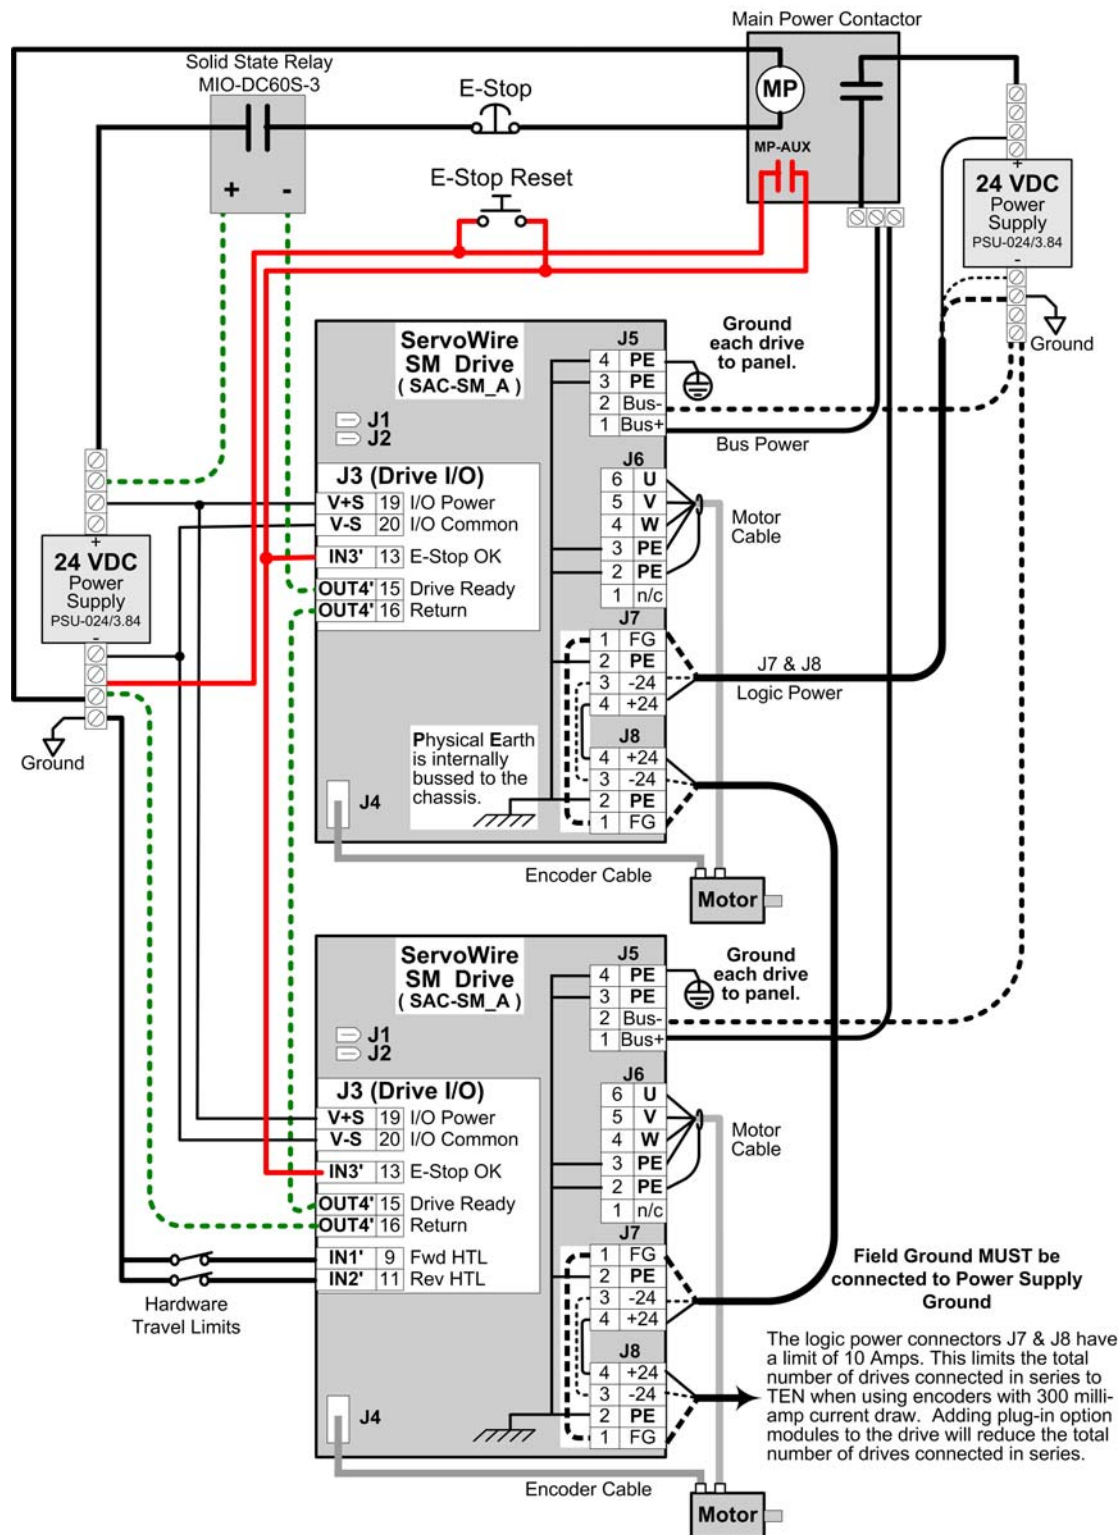 Main Power Contactor
Solid State Relay
MIO-DC60S-3
E-Stop
MP
MP-AUX
+ -
E-Stop Reset
+
24 VDC
Power
Supply
PSU-024/3.84
-
Ground
ServoWire
SM Drive
( SAC-SM_A )
J1
J2
J5
4 PE
3 PE
2 Bus-
1 Bus+
Ground
each drive
to panel.
Bus Power
J3 (Drive I/O)
V+S 19 I/O Power
V-S 20 I/O Common
IN3' 13 E-Stop OK
OUT4' 15 Drive Ready
OUT4' 16 Return
J6
6 U
5 V
4 W
3 PE
2 PE
1 n/c
Motor
Cable
+
24 VDC
Power
Supply
PSU-024/3.84
-
Ground
J7
1 FG
2 PE
3 -24
4 +24
J7 & J8
Logic Power
J8
4 +24
3 -24
2 PE
1 FG
Physical Earth
is internally
bussed to the
chassis.
J4
Encoder Cable
Motor
ServoWire
SM Drive
( SAC-SM_A )
J1
J2
J5
4 PE
3 PE
2 Bus-
1 Bus+
Ground
each drive
to panel.
J3 (Drive I/O)
V+S 19 I/O Power
V-S 20 I/O Common
IN3' 13 E-Stop OK
OUT4' 15 Drive Ready
OUT4' 16 Return
IN1' 9 Fwd HTL
IN2' 11 Rev HTL
Hardware
Travel Limits
J6
6 U
5 V
4 W
3 PE
2 PE
1 n/c
Motor
Cable
J7
1 FG
2 PE
3 -24
4 +24
J8
4 +24
3 -24
2 PE
1 FG
J4
Encoder Cable
Motor
Field Ground MUST be
connected to Power Supply
Ground
The logic power connectors J7 & J8 have
a limit of 10 Amps. This limits the total
number of drives connected in series to
TEN when using encoders with 300 milli-
amp current draw. Adding plug-in option
modules to the drive will reduce the total
number of drives connected in series.